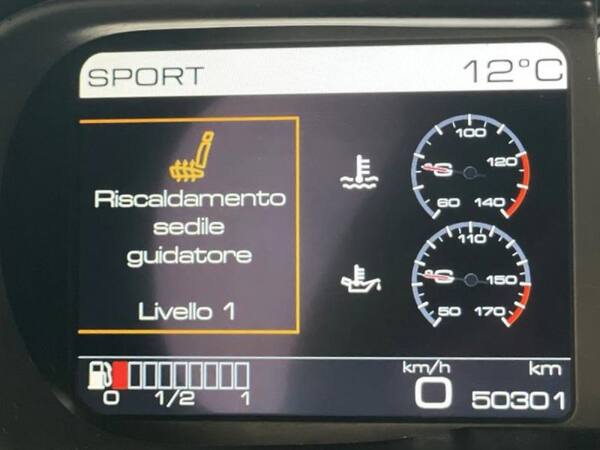 SPORT 12°C
Riscaldamento
sedile
guidatore
Livello 1
100
120
°C
60 140
110
150
°C
50 170
km/h km
0 50301
0 1/2 1